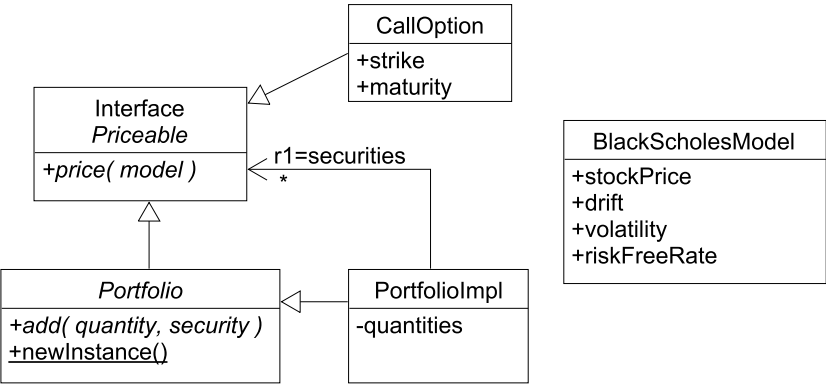 CallOption
+strike
+maturity
Interface
Priceable
+price( model )
r1=securities
*
BlackScholesModel
+stockPrice
+drift
+volatility
+riskFreeRate
Portfolio
+add( quantity, security )
+newInstance()
PortfolioImpl
-quantities